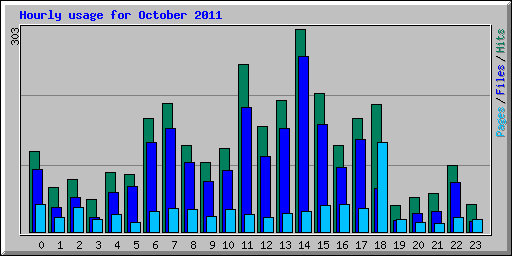 Hourly usage for October 2011
303
Pages / Files / Hits
0 1 2 3 4 5 6 7 8 9 10 11 12 13 14 15 16 17 18 19 20 21 22 23